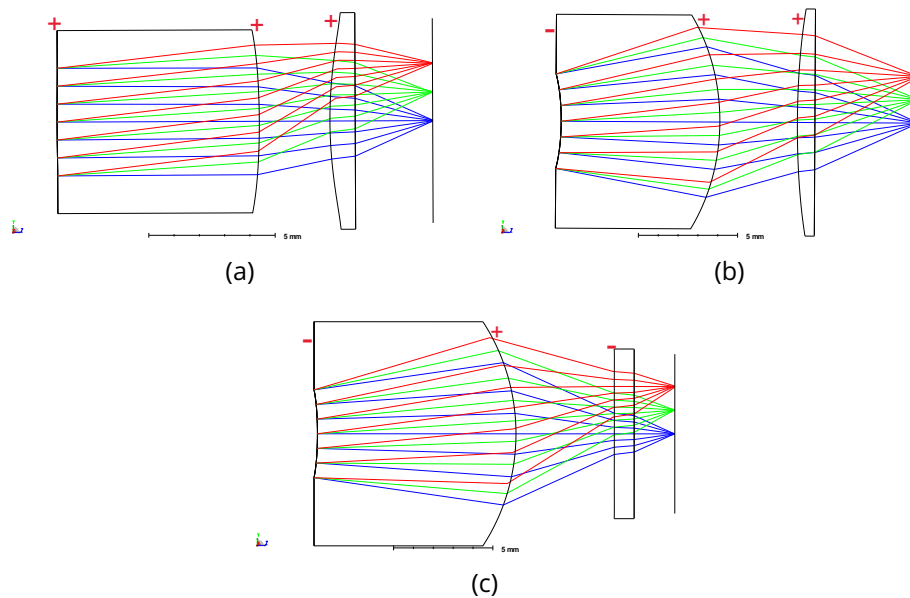 + + +
5 mm
(a)
- + +
5 mm
(b)
- + -
5 mm
(c)